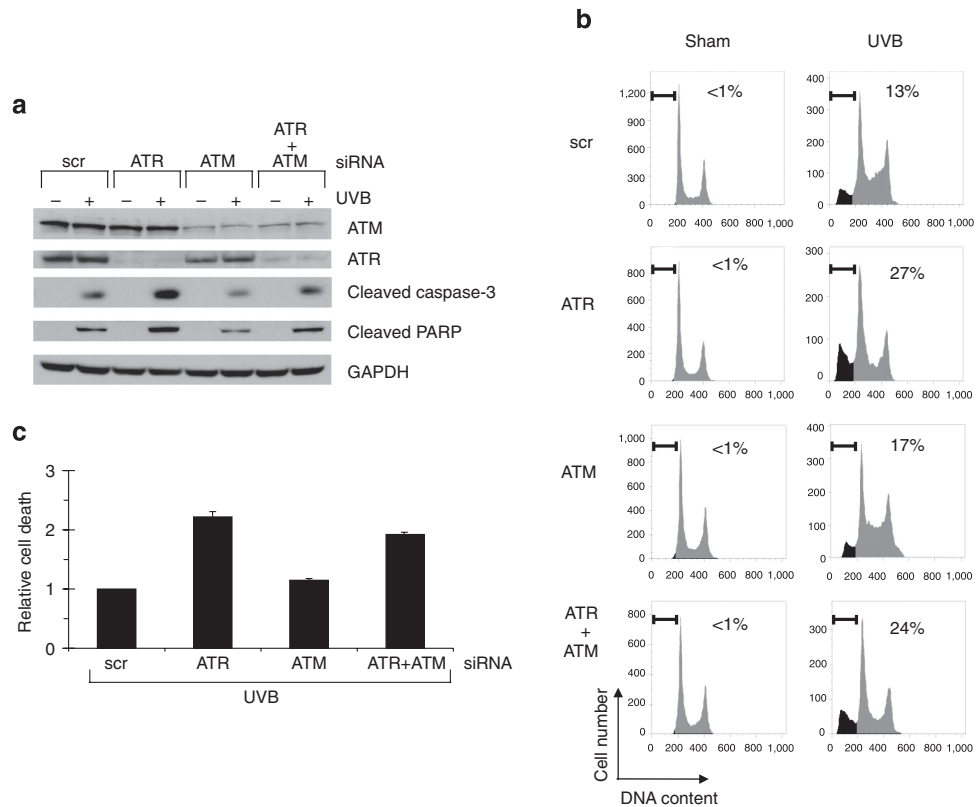 a
ATR
+
scr ATR ATM ATM siRNA
– + – + – + – + UVB
ATM
ATR
Cleaved caspase-3
Cleaved PARP
GAPDH
b
Sham UVB
scr
1,200
900
600
300
0
<1%
0 200 400 600 800 1,000
400
300
200
100
0
13%
0 200 400 600 800 1,000
ATR
800
600
400
200
0
<1%
0 200 400 600 800 1,000
300
200
100
0
27%
0 200 400 600 800 1,000
ATM
1,000
800
600
400
200
0
<1%
0 200 400 600 800 1,000
400
300
200
100
0
17%
0 200 400 600 800 1,000
ATR
+
ATM
800
600
400
200
0
<1%
0 200 400 600 800 1,000
300
200
100
0
24%
0 200 400 600 800 1,000
Cell number
DNA content
c
Relative cell death
3
2
1
0
scr ATR ATM ATR+ATM siRNA
UVB